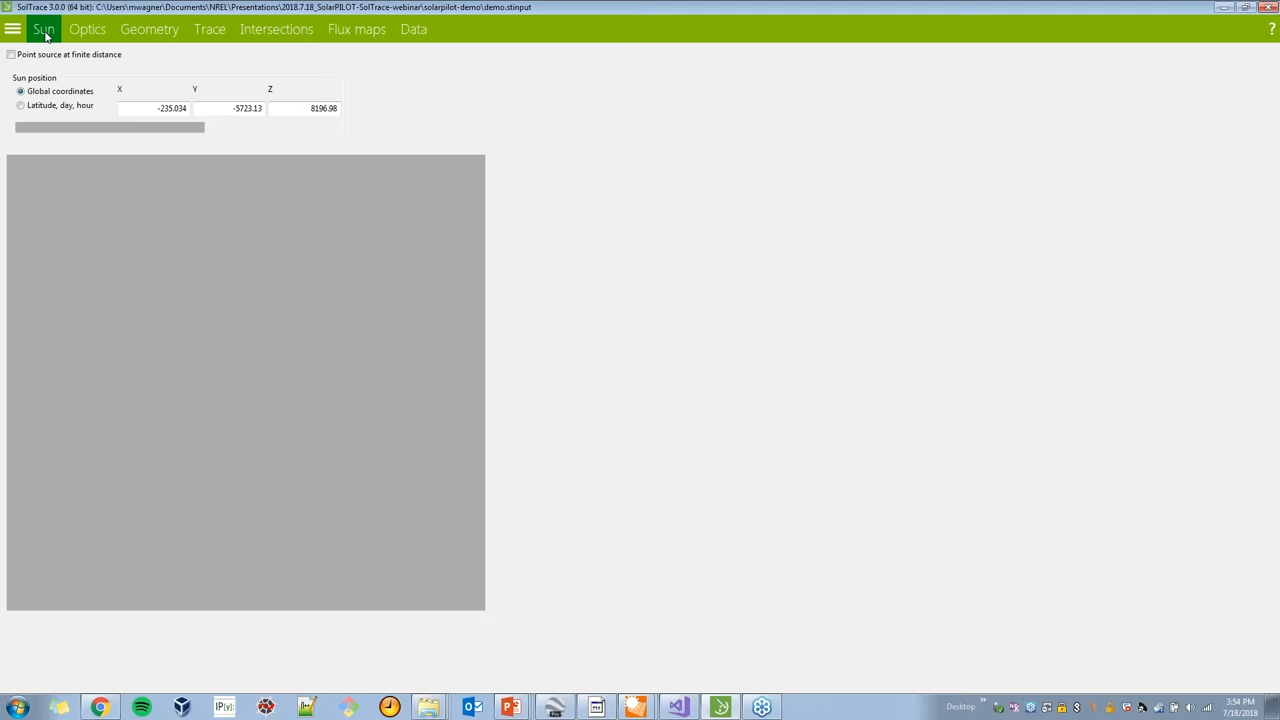 SolTrace 3.0.0 (64 bit): C:\Users\mwagner\Documents\NREL\Presentations\2018.7.18_SolarPILOT-SolTrace-webinar\solarpilot-demo\demo.stinput
Sun Optics Geometry Trace Intersections Flux maps Data ?
Point source at finite distance
Sun position
Global coordinates X Y Z
Latitude, day, hour -235.034 -5723.13 8196.98
IP[y]:
Desktop
3:54 PM
7/18/2018